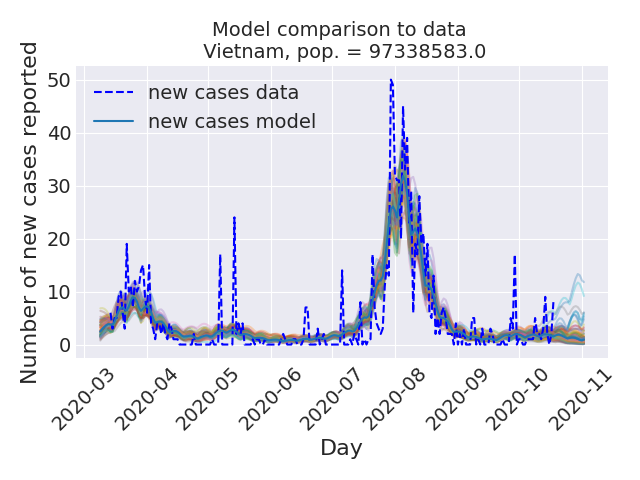 Model comparison to data
Vietnam, pop. = 97338583.0
Number of new cases reported
50
40
30
20
10
0
new cases data
new cases model
2020-03
2020-04
2020-05
2020-06
2020-07
2020-08
2020-09
2020-10
2020-11
Day